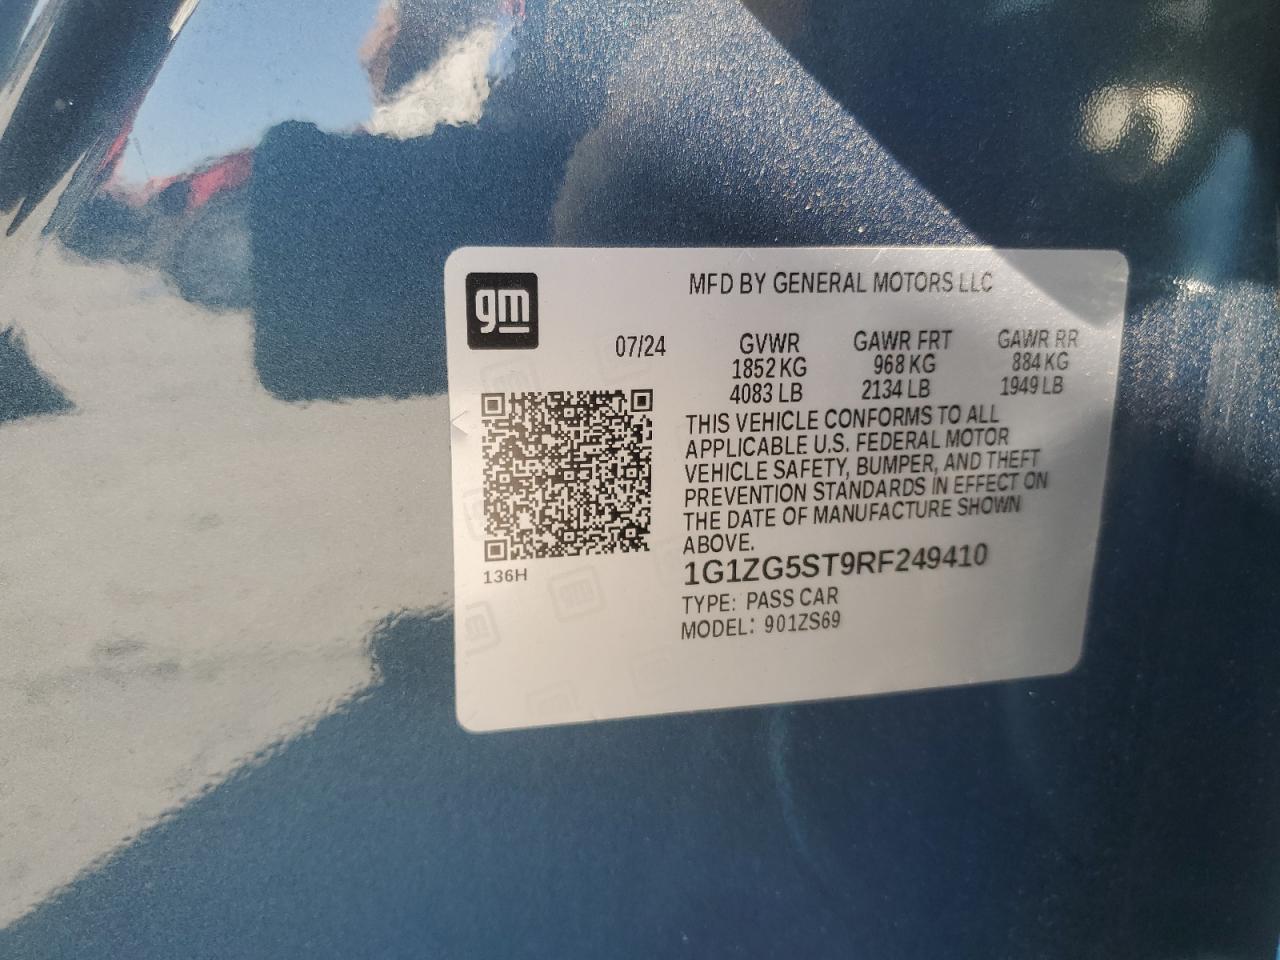 gm
MFD BY GENERAL MOTORS LLC
07/24
GVWR GAWR FRT GAWR RR
1852 KG 968 KG 884 KG
4083 LB 2134 LB 1949 LB
THIS VEHICLE CONFORMS TO ALL
APPLICABLE U.S. FEDERAL MOTOR
VEHICLE SAFETY, BUMPER, AND THEFT
PREVENTION STANDARDS IN EFFECT ON
THE DATE OF MANUFACTURE SHOWN
ABOVE.
136H
1G1ZG5ST9RF249410
TYPE: PASS CAR
MODEL: 901ZS69